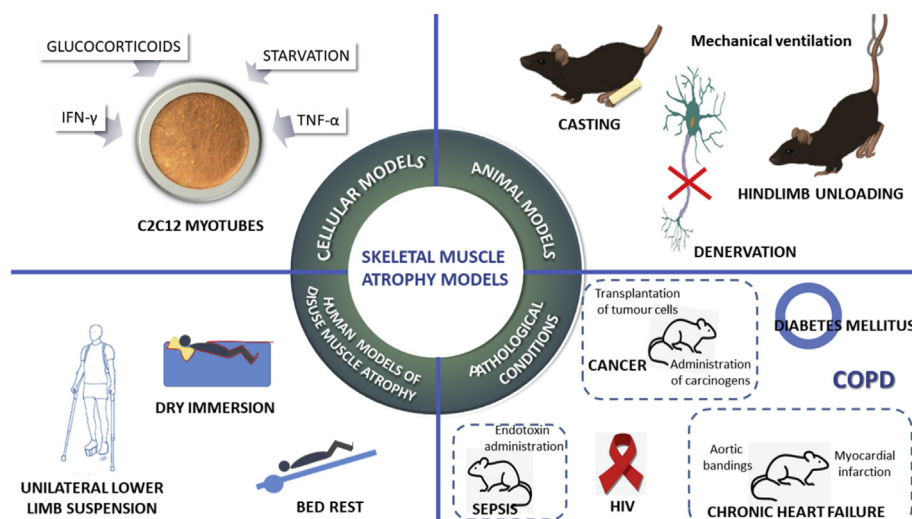 GLUCOCORTICOIDS
STARVATION
IFN-γ
TNF-α
C2C12 MYOTUBES
Mechanical ventilation
CASTING
HINDLIMB UNLOADING
DENERVATION
CELLULAR MODELS
ANIMAL MODELS
SKELETAL MUSCLE
ATROPHY MODELS
HUMAN MODELS OF
DISUSE MUSCLE ATROPHY
PATHOLOGICAL
CONDITIONS
DRY IMMERSION
UNILATERAL LOWER
LIMB SUSPENSION
BED REST
Transplantation
of tumour cells
CANCER
Administration
of carcinogens
DIABETES MELLITUS
COPD
Endotoxin
administration
SEPSIS
HIV
Aortic
bandings
Myocardial
infarction
CHRONIC HEART FAILURE